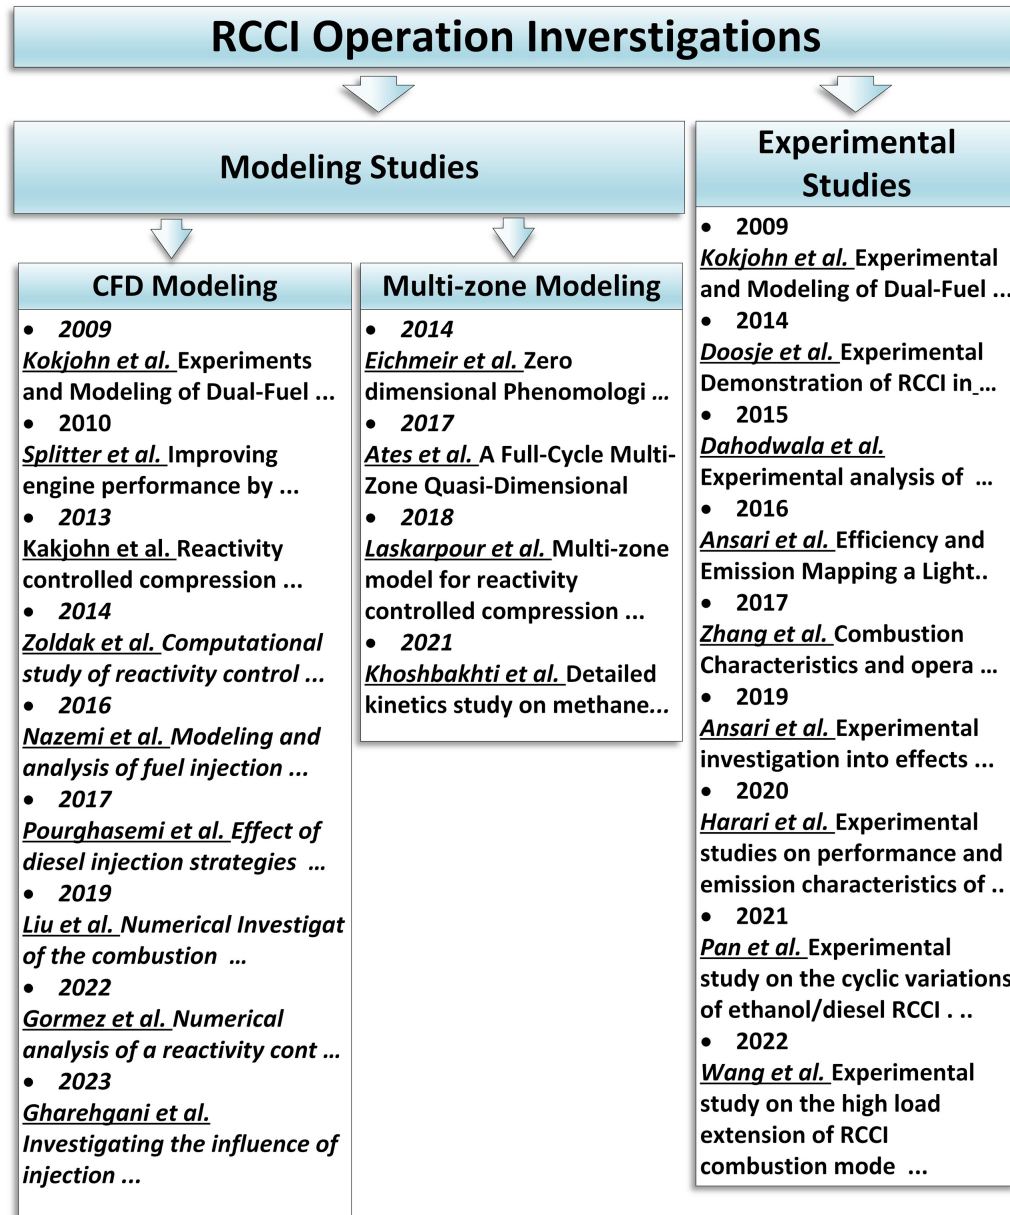 RCCI Operation Inverstigations
Modeling Studies
CFD Modeling
• 2009
Kokjohn et al. Experiments
and Modeling of Dual-Fuel ...
• 2010
Splitter et al. Improving
engine performance by ...
• 2013
Kakjohn et al. Reactivity
controlled compression ...
• 2014
Zoldak et al. Computational
study of reactivity control ...
• 2016
Nazemi et al. Modeling and
analysis of fuel injection ...
• 2017
Pourghasemi et al. Effect of
diesel injection strategies ...
• 2019
Liu et al. Numerical Investigat
of the combustion ...
• 2022
Gormez et al. Numerical
analysis of a reactivity cont ...
• 2023
Gharehgani et al.
Investigating the influence of
injection ...
Multi-zone Modeling
• 2014
Eichmeir et al. Zero
dimensional Phenomologi ...
• 2017
Ates et al. A Full-Cycle Multi-
Zone Quasi-Dimensional
• 2018
Laskarpour et al. Multi-zone
model for reactivity
controlled compression ...
• 2021
Khoshbakhti et al. Detailed
kinetics study on methane...
Experimental
Studies
• 2009
Kokjohn et al. Experimental
and Modeling of Dual-Fuel ...
• 2014
Doosje et al. Experimental
Demonstration of RCCI in_...
• 2015
Dahodwala et al.
Experimental analysis of ...
• 2016
Ansari et al. Efficiency and
Emission Mapping a Light..
• 2017
Zhang et al. Combustion
Characteristics and opera ...
• 2019
Ansari et al. Experimental
investigation into effects ...
• 2020
Harari et al. Experimental
studies on performance and
emission characteristics of ..
• 2021
Pan et al. Experimental
study on the cyclic variations
of ethanol/diesel RCCI . ..
• 2022
Wang et al. Experimental
study on the high load
extension of RCCI
combustion mode ...